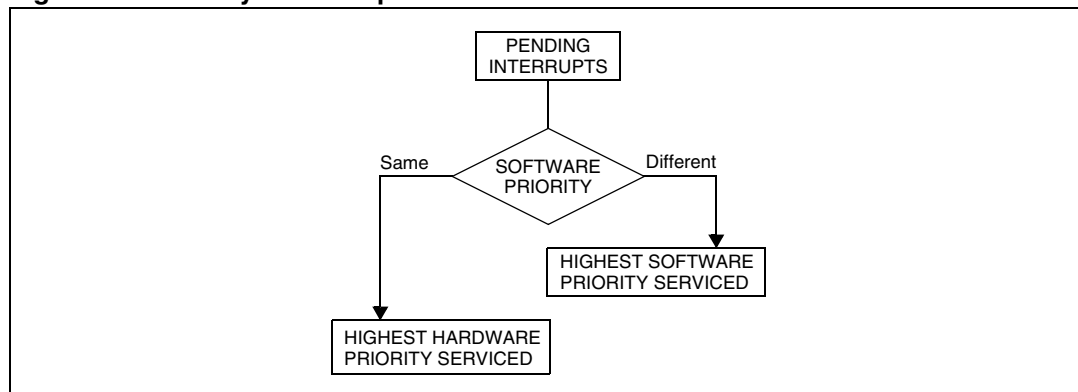 PENDING
INTERRUPTS
Same
SOFTWARE
PRIORITY
Different
HIGHEST SOFTWARE
PRIORITY SERVICED
HIGHEST HARDWARE
PRIORITY SERVICED